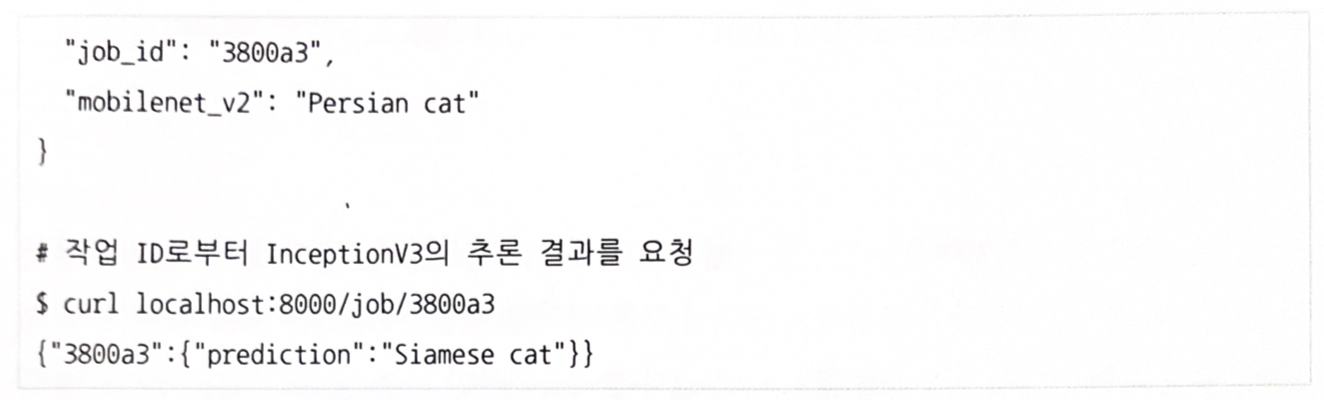 "job_id": "3800a3",
"mobilenet_v2": "Persian cat"
}
# 작업 ID로부터 InceptionV3의 추론 결과를 요청
$ curl localhost:8000/job/3800a3
{"3800a3":{"prediction":"Siamese cat"}}